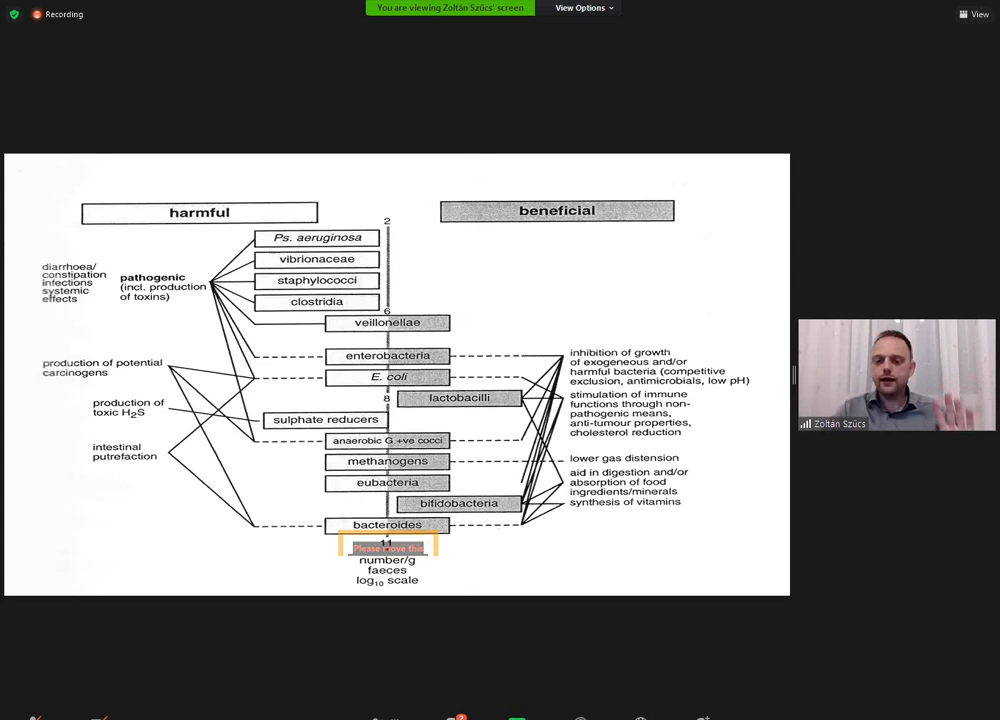 Recording
You are viewing Zoltán Szűcs' screen
View Options
View
harmful
beneficial
2
Ps. aeruginosa
vibrionaceae
staphylococci
clostridia
6
veillonellae
enterobacteria
E. coli
8
lactobacilli
sulphate reducers
anaerobic G +ve cocci
methanogens
eubacteria
bifidobacteria
bacteroides
11
Please move this
number/g
faeces
log10 scale
diarrhoea/
constipation
infections
systemic
effects
pathogenic
(incl. production
of toxins)
production of potential
carcinogens
production of
toxic H2S
intestinal
putrefaction
inhibition of growth
of exogeneous and/or
harmful bacteria (competitive
exclusion, antimicrobials, low pH)
stimulation of immune
functions through non-
pathogenic means,
anti-tumour properties,
cholesterol reduction
lower gas distension
aid in digestion and/or
absorption of food
ingredients/minerals
synthesis of vitamins
Zoltán Szűcs
2